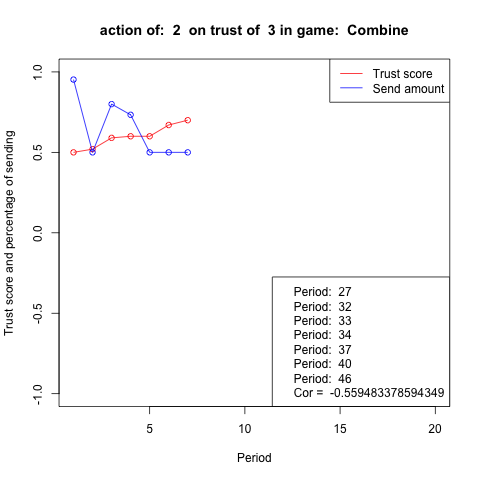 action of:  2  on trust of  3 in game:  Combine
Trust score
Send amount
Trust score and percentage of sending
1.0
0.5
0.0
-0.5
-1.0
Period:  27
Period:  32
Period:  33
Period:  34
Period:  37
Period:  40
Period:  46
Cor =  -0.559483378594349
5 10 15 20
Period